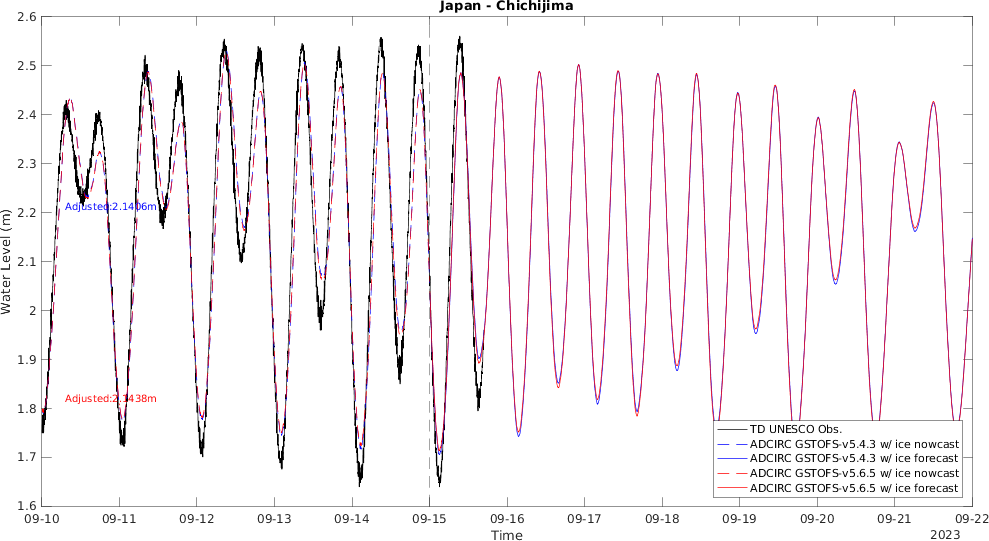 Japan - Chichijima
2.6
2.5
2.4
2.3
2.2
2.1
2
1.9
1.8
1.7
1.6
Water Level (m)
Adjusted:2.1406m
Adjusted:2.1438m
TD UNESCO Obs.
ADCIRC GSTOFS-v5.4.3 w/ ice nowcast
ADCIRC GSTOFS-v5.4.3 w/ ice forecast
ADCIRC GSTOFS-v5.6.5 w/ ice nowcast
ADCIRC GSTOFS-v5.6.5 w/ ice forecast
09-10 09-11 09-12 09-13 09-14 09-15 09-16 09-17 09-18 09-19 09-20 09-21 09-22
Time
2023